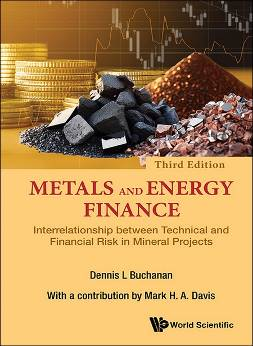 Third Edition
METALS AND ENERGY
FINANCE
Interrelationship between Technical and
Financial Risk in Mineral Projects
Dennis L Buchanan
With a contribution by Mark H. A. Davis
World Scientific